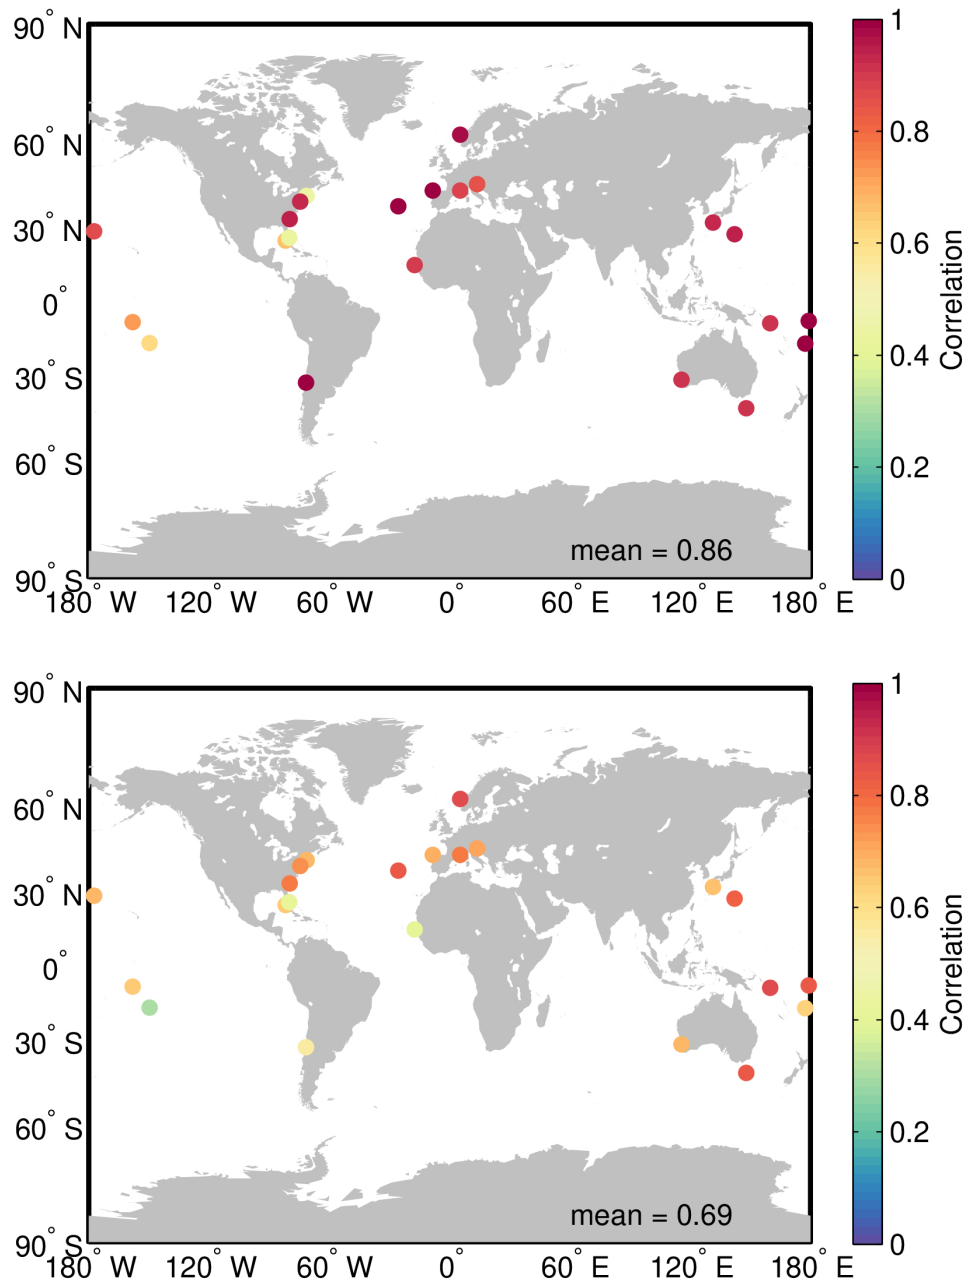 90° N
60° N
30° N
0°
30° S
60° S
90° S
180° W 120° W 60° W 0° 60° E 120° E 180° E
mean = 0.86
1
0.8
0.6
0.4
0.2
0
Correlation
90° N
60° N
30° N
0°
30° S
60° S
90° S
180° W 120° W 60° W 0° 60° E 120° E 180° E
mean = 0.69
1
0.8
0.6
0.4
0.2
0
Correlation